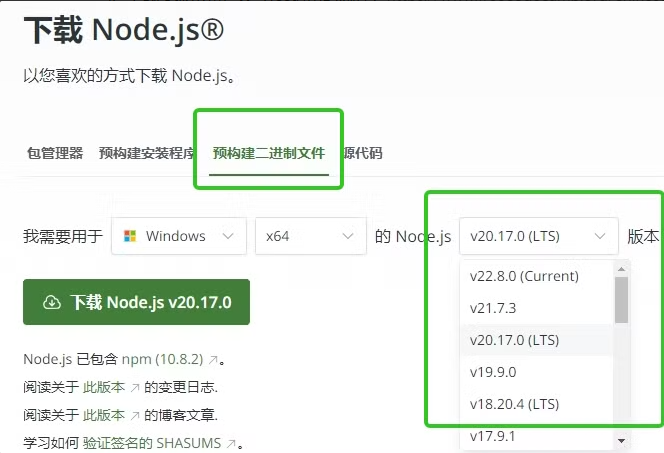 下载 Node.js®
以您喜欢的方式下载 Node.js。
包管理器 预构建安装程序 预构建二进制文件 源代码
我需要用于 Windows x64 的 Node.js v20.17.0 (LTS) 版本
v22.8.0 (Current)
v21.7.3
v20.17.0 (LTS)
v19.9.0
v18.20.4 (LTS)
v17.9.1
下载 Node.js v20.17.0
Node.js 已包含 npm (10.8.2) ↗。
阅读关于 此版本 ↗ 的变更日志.
阅读关于 此版本 ↗ 的博客文章.
学习如何 验证签名的 SHASUMS ↗。